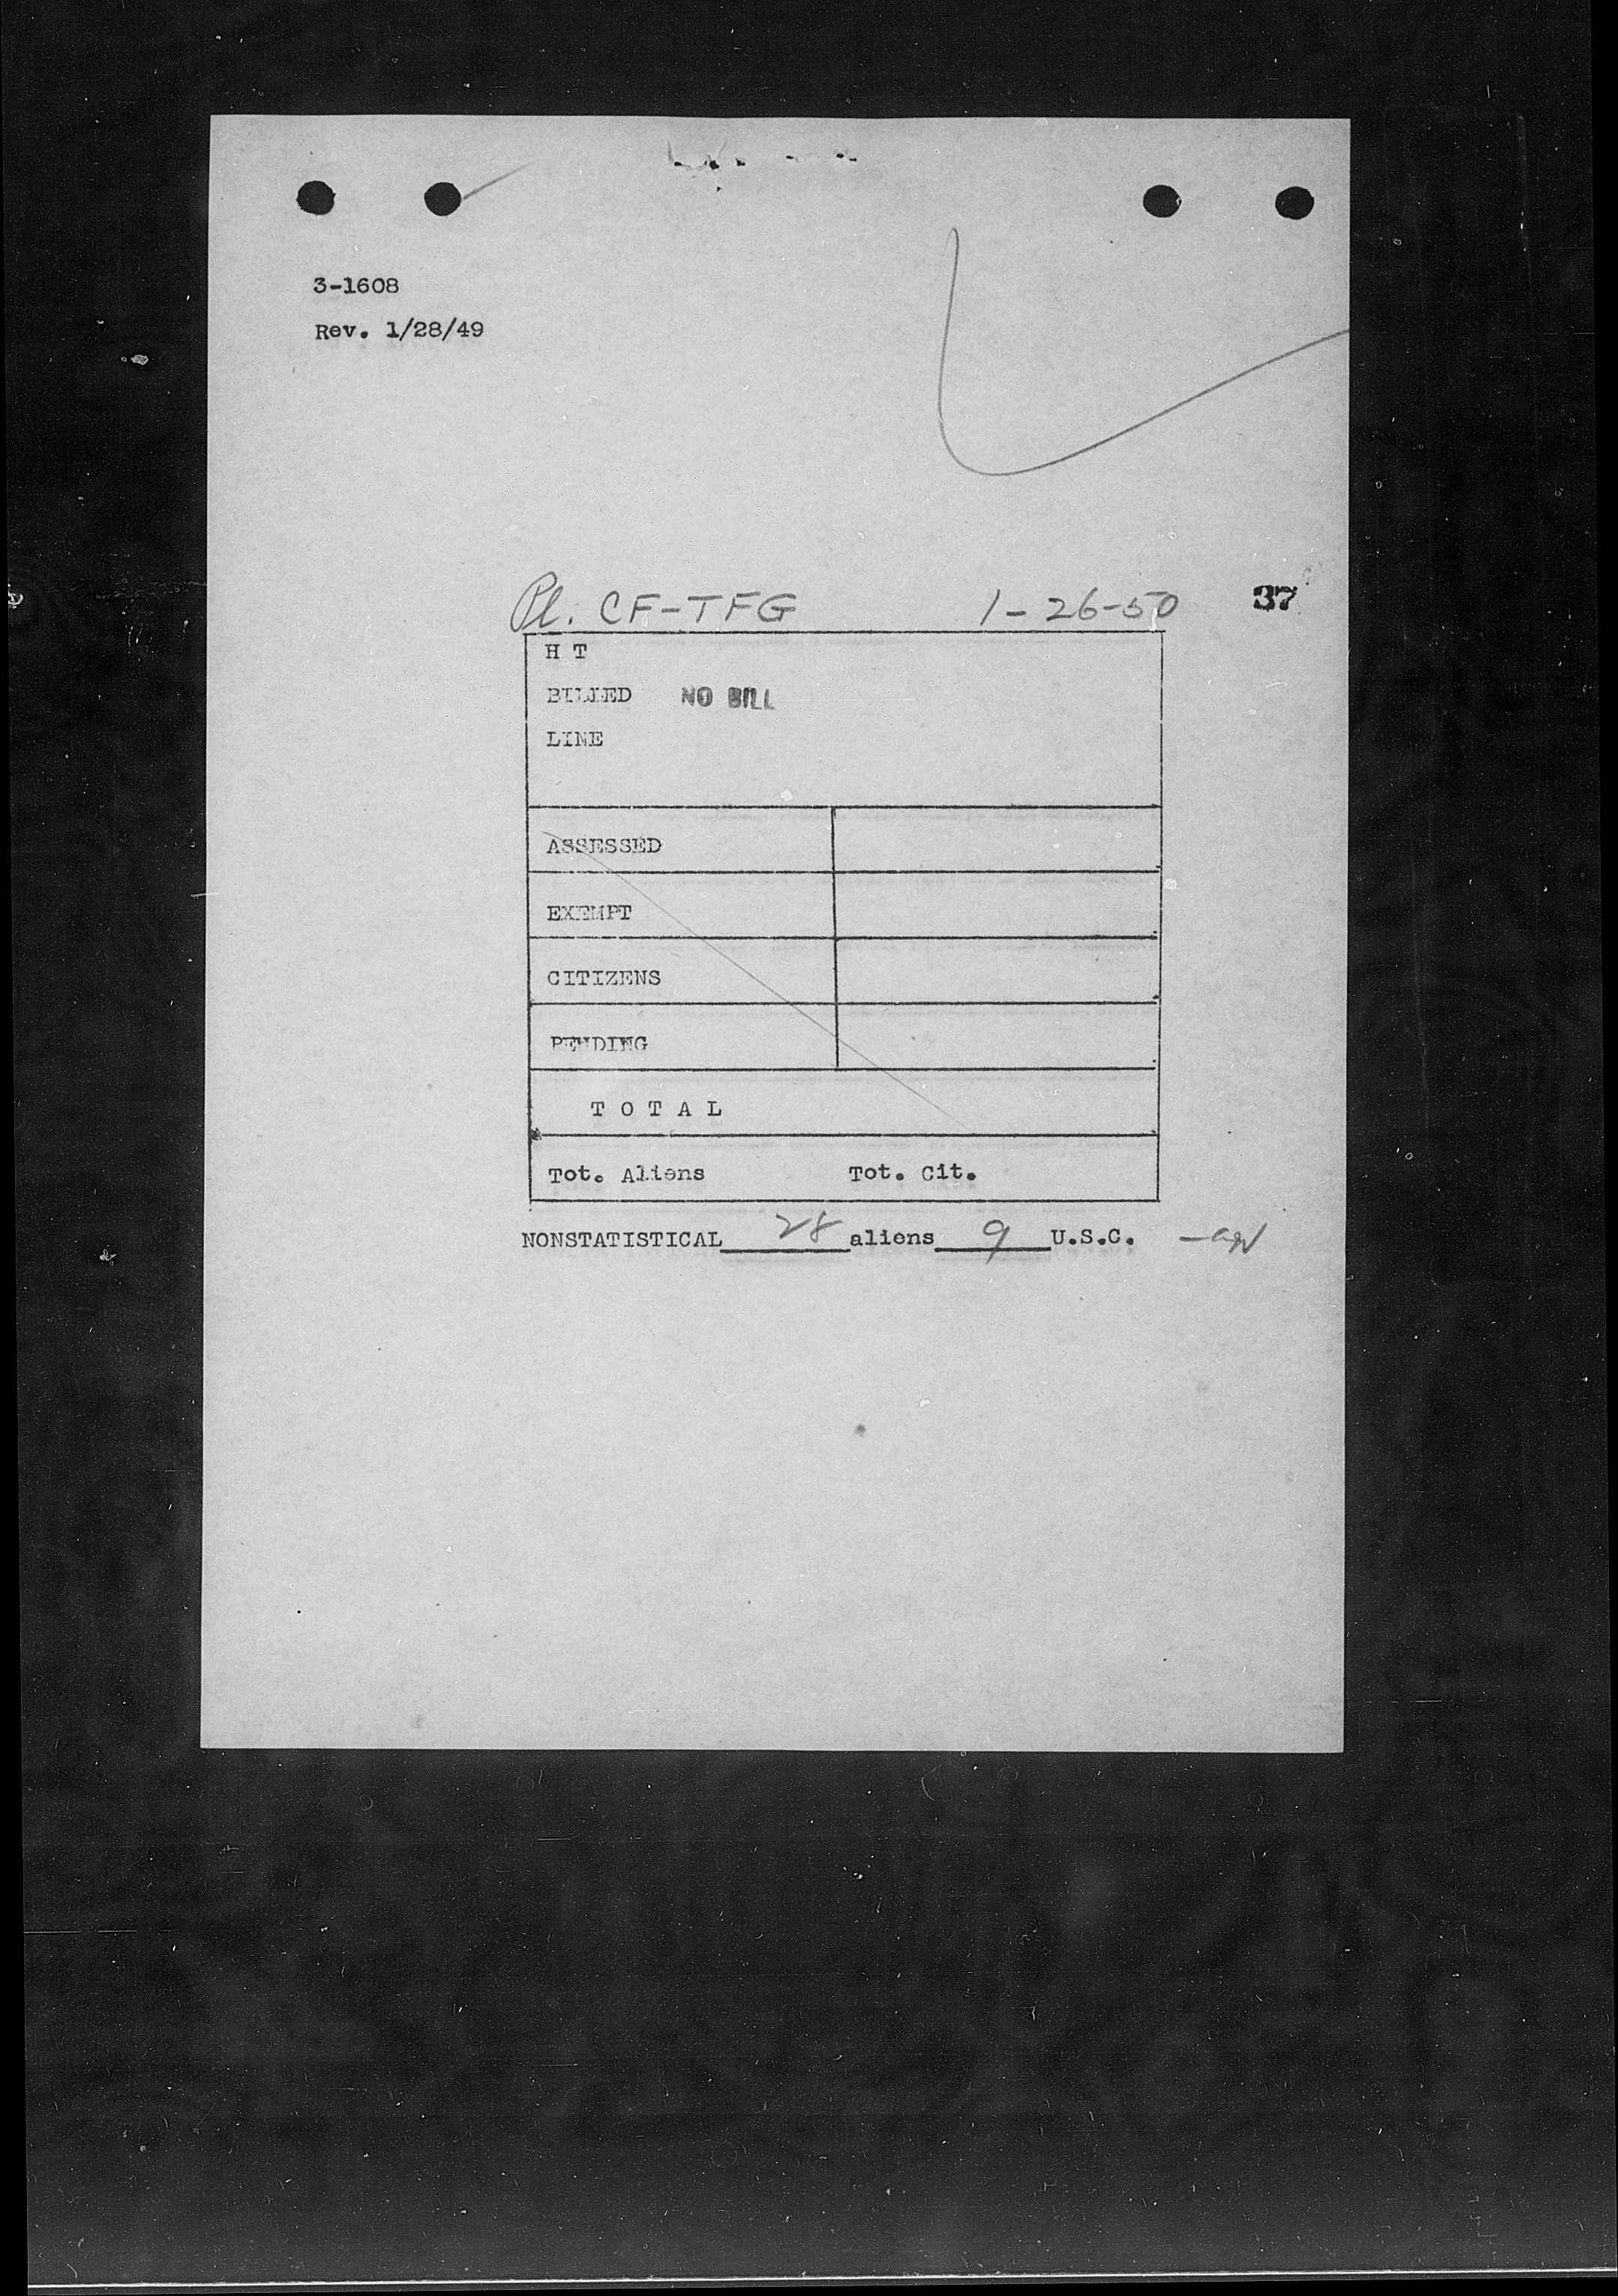 3-1608
Rev. 1/28/49
Pl. CF-TFG 1-26-50 37
H T
BILLED NO BILL
LINE
ASSESSED
EXEMPT
CITIZENS
PENDING
T O T A L
Tot. Aliens Tot. Cit.
NONSTATISTICAL 28 aliens 9 U.S.C.